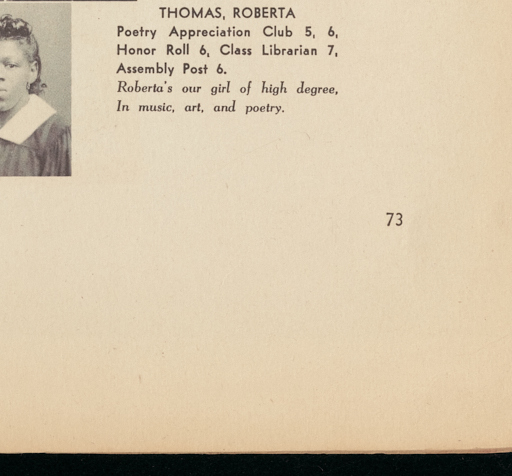 THOMAS, ROBERTA
Poetry Appreciation Club 5, 6,
Honor Roll 6, Class Librarian 7,
Assembly Post 6.
Roberta's our girl of high degree,
In music, art, and poetry.
73